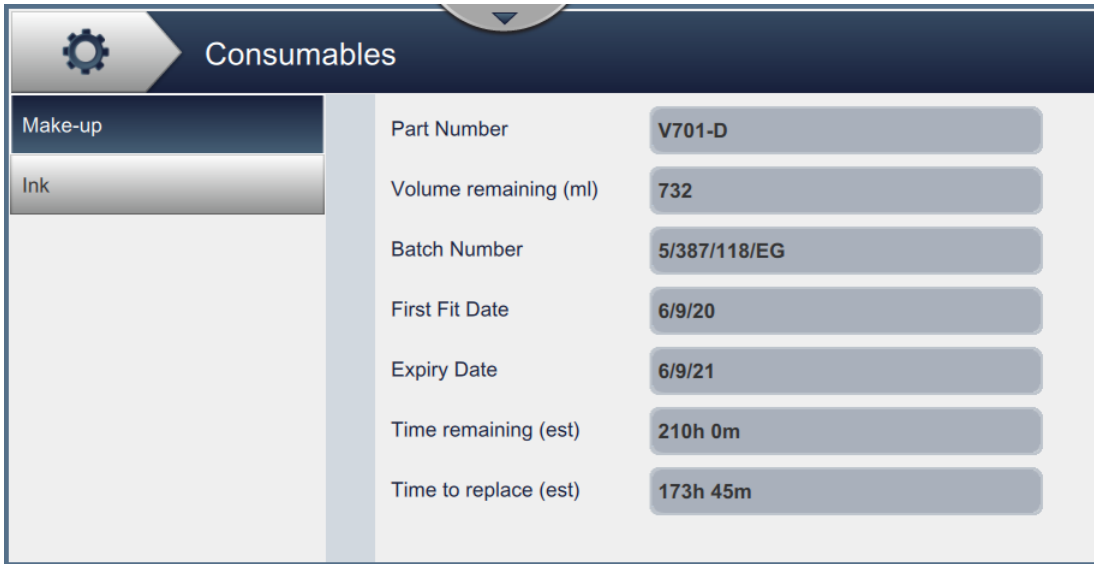 Consumables
Make-up
Ink
Part Number V701-D
Volume remaining (ml) 732
Batch Number 5/387/118/EG
First Fit Date 6/9/20
Expiry Date 6/9/21
Time remaining (est) 210h 0m
Time to replace (est) 173h 45m